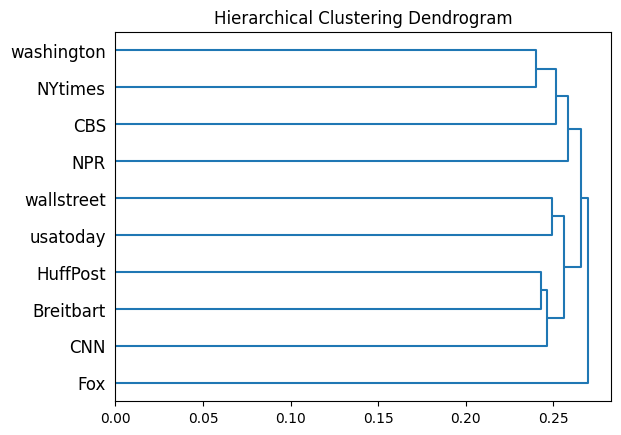 Hierarchical Clustering Dendrogram
washington
NYtimes
CBS
NPR
wallstreet
usatoday
HuffPost
Breitbart
CNN
Fox
0.00 0.05 0.10 0.15 0.20 0.25